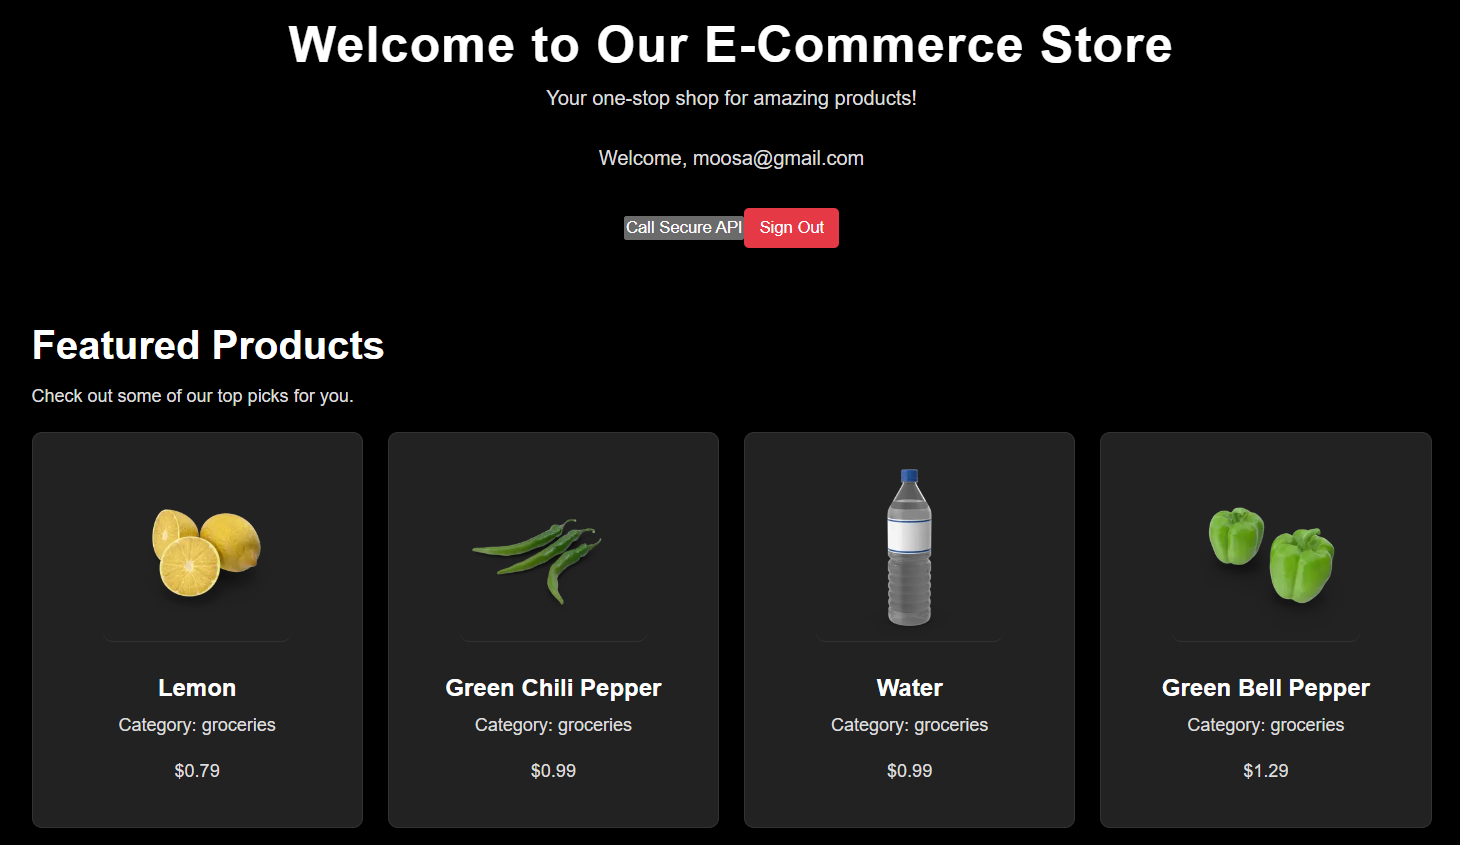 Welcome to Our E-Commerce Store
Your one-stop shop for amazing products!
Welcome, moosa@gmail.com
Call Secure API Sign Out
Featured Products
Check out some of our top picks for you.
Lemon
Category: groceries
$0.79
Green Chili Pepper
Category: groceries
$0.99
Water
Category: groceries
$0.99
Green Bell Pepper
Category: groceries
$1.29